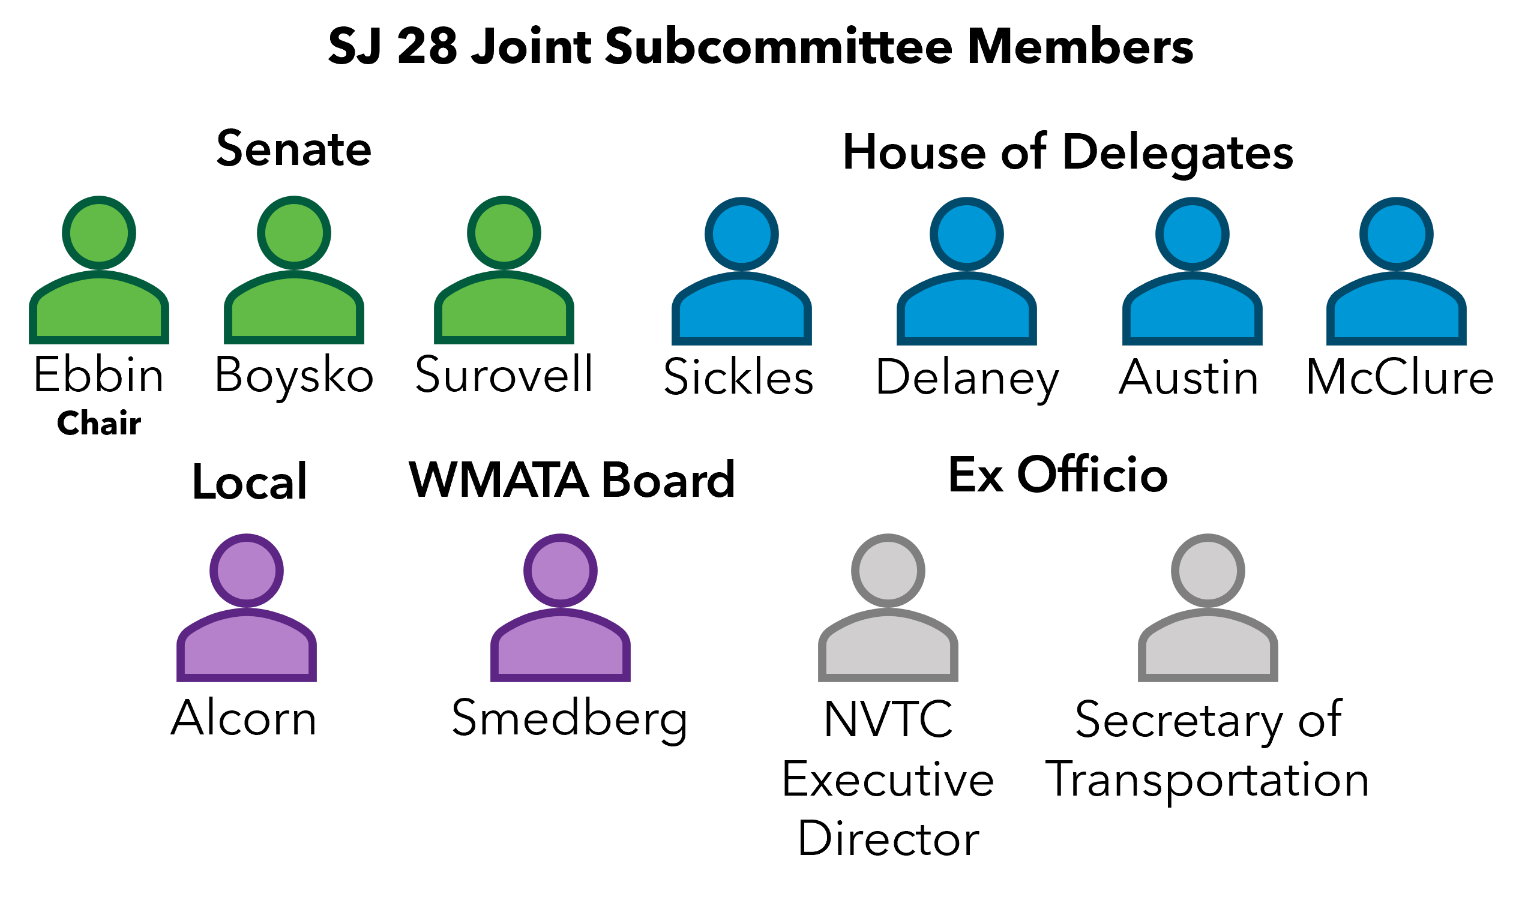 SJ 28 Joint Subcommittee Members
Senate
Ebbin
Chair
Boysko
Surovell
House of Delegates
Sickles
Delaney
Austin
McClure
Local
Alcorn
WMATA Board
Smedberg
Ex Officio
NVTC
Executive
Director
Secretary of
Transportation